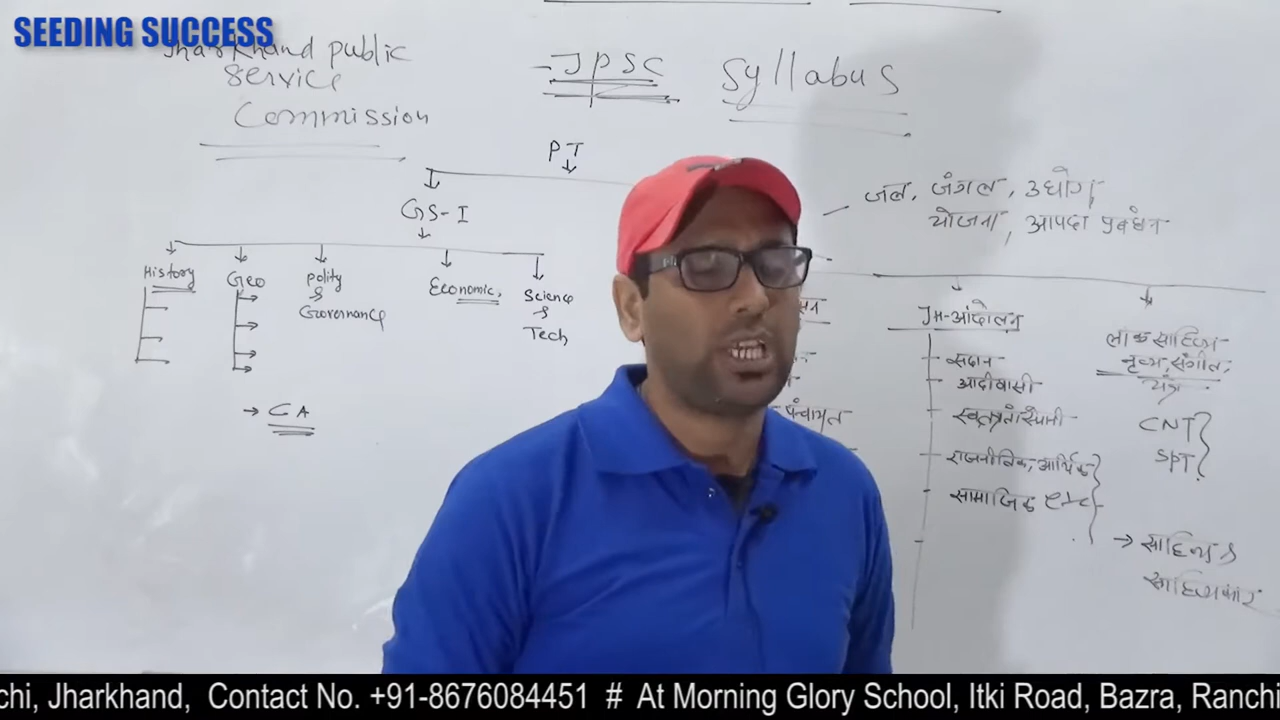 SEEDING SUCCESS
Jharkhand public
Service
Commission
JPSC Syllabus
PT
GS-I
History
Geo
polity
&
Governance
Economic,
Science
&
Tech
→ CA
जल, जंगल, उद्योग,
योजना, आपदा प्रबंधन
JH-आंदोलन
सदान
आदीवासी
राजनीतिक, आर्थिक
सामाजिक etc
पंचायत
लोक साहित्य
नृत्य, संगीत,
यंत्र
CNT
SPT
→ साहित्य &
साहित्यकार
chi, Jharkhand, Contact No. +91-8676084451 # At Morning Glory School, Itki Road, Bazra, Ranchi